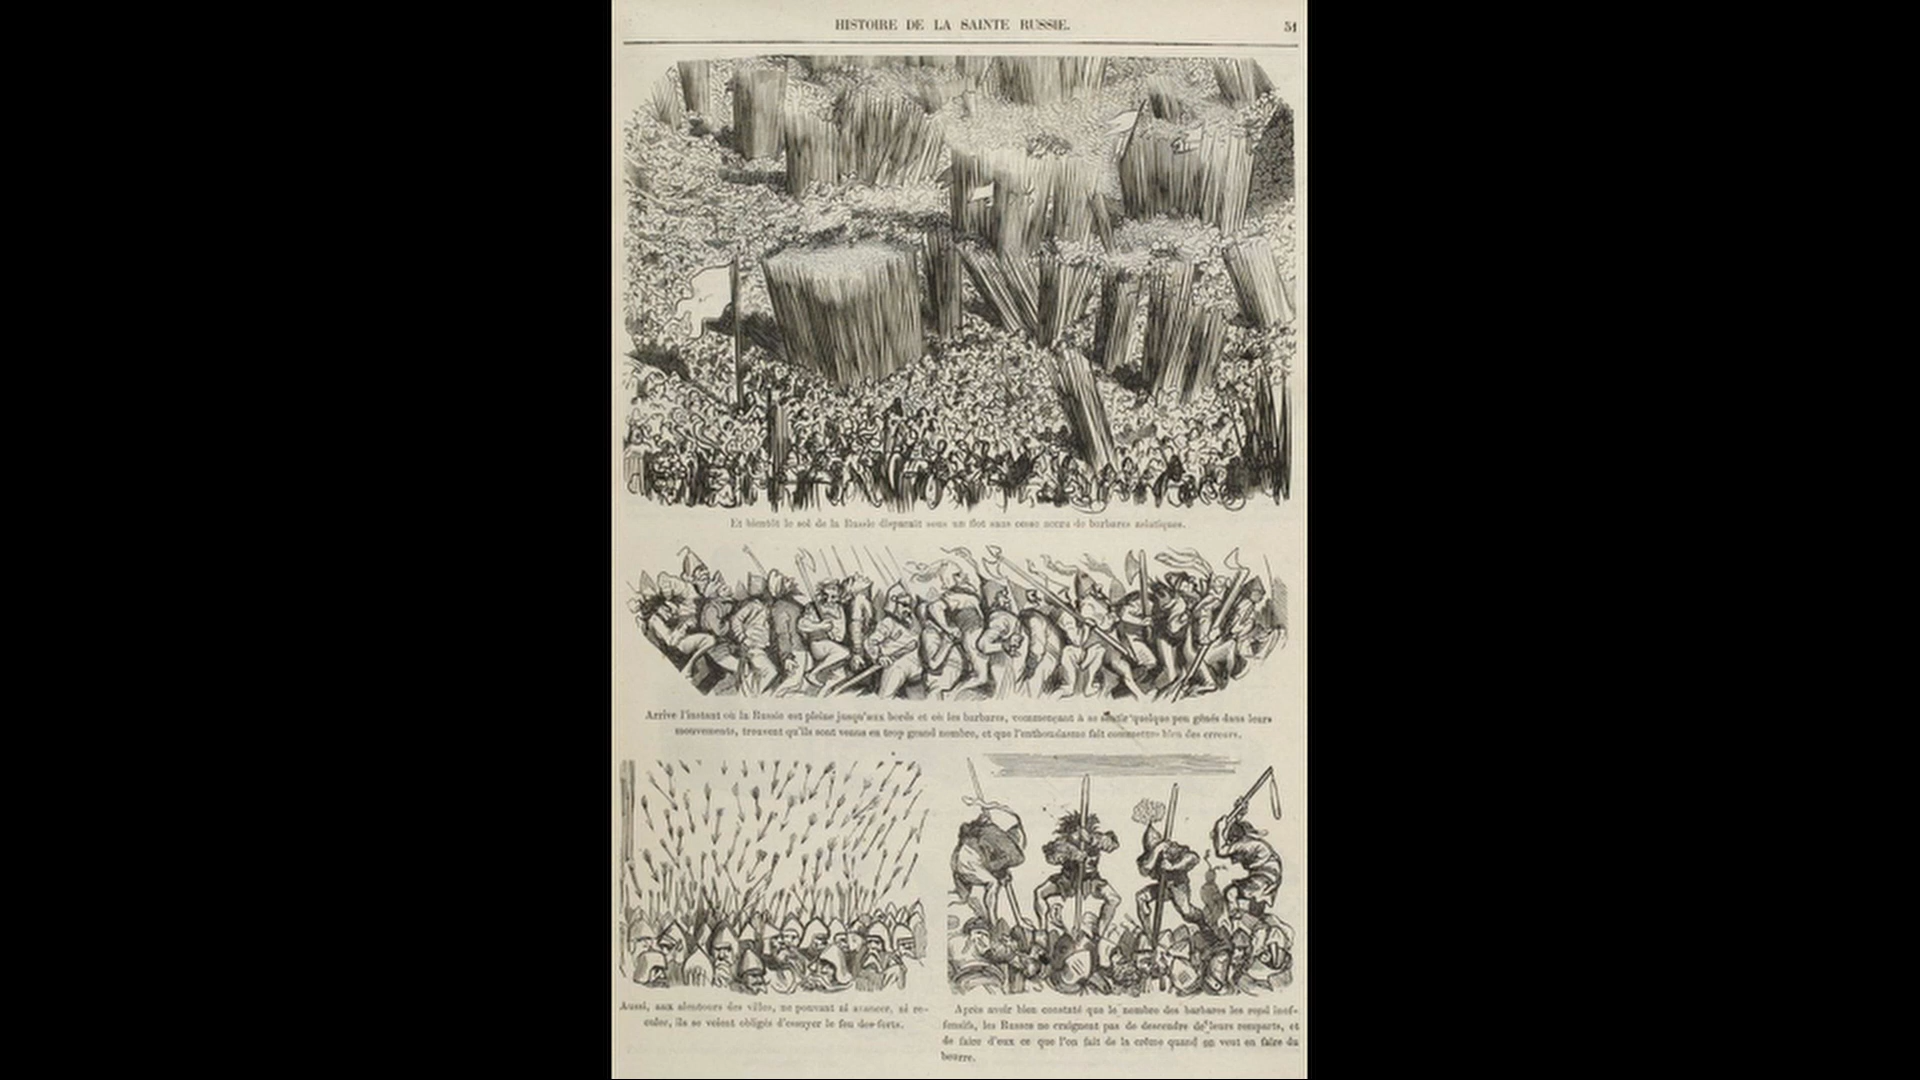 HISTOIRE DE LA SAINTE RUSSIE.
51
Et bientôt le sol de la Russie disparaît sous un flot sans cesse accru de barbares asiatiques.
Arrive l'instant où la Russie est pleine jusqu'aux bords et où les barbares, commençant à se sentir quelque peu gênés dans leurs
mouvements, trouvent qu'ils sont venus en trop grand nombre, et que l'enthousiasme fait commettre bien des erreurs.
Aussi, aux alentours des villes, ne pouvant ni avancer, ni re-
culer, ils se voient obligés d'essuyer le feu des forts.
Après avoir bien constaté que le nombre des barbares les rend inof-
fensifs, les Russes ne craignent pas de descendre de leurs remparts, et
de faire d'eux ce que l'on fait de la crême quand on veut en faire du
beurre.